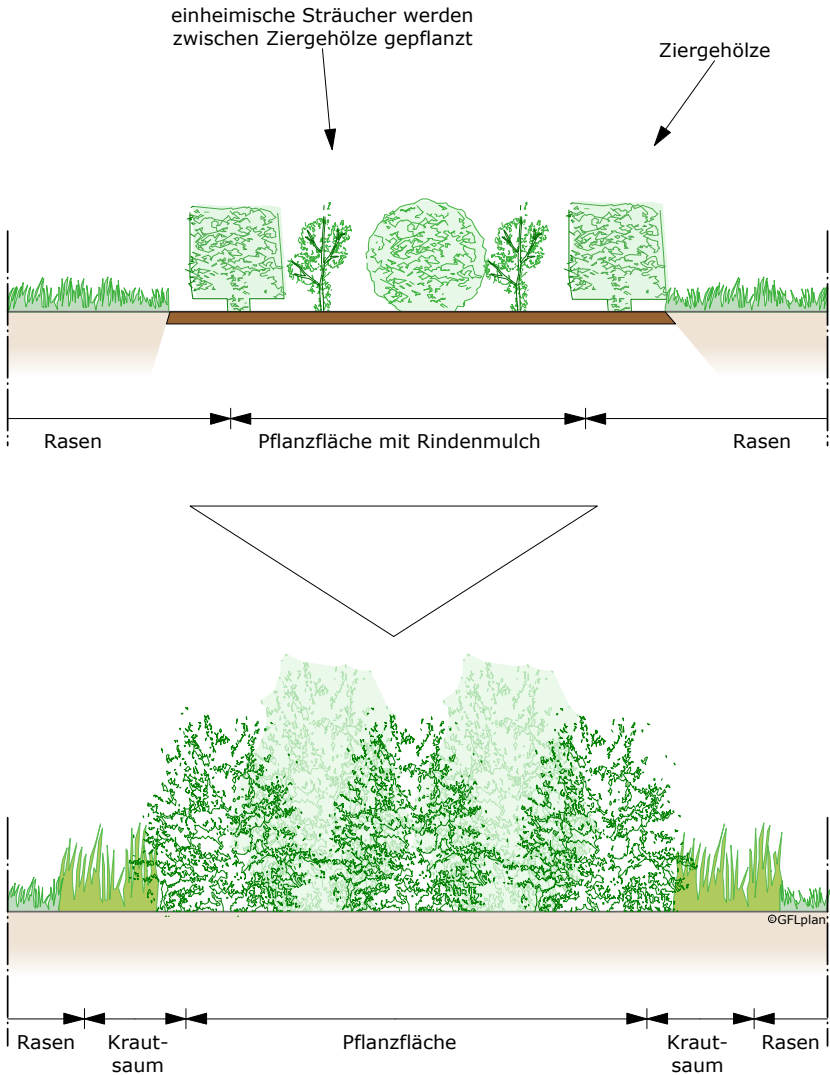 einheimische Sträucher werden
zwischen Ziergehölze gepflanzt
Ziergehölze
Rasen
Pflanzfläche mit Rindenmulch
Rasen
©GFLplan
Rasen
Kraut-
saum
Pflanzfläche
Kraut-
saum
Rasen